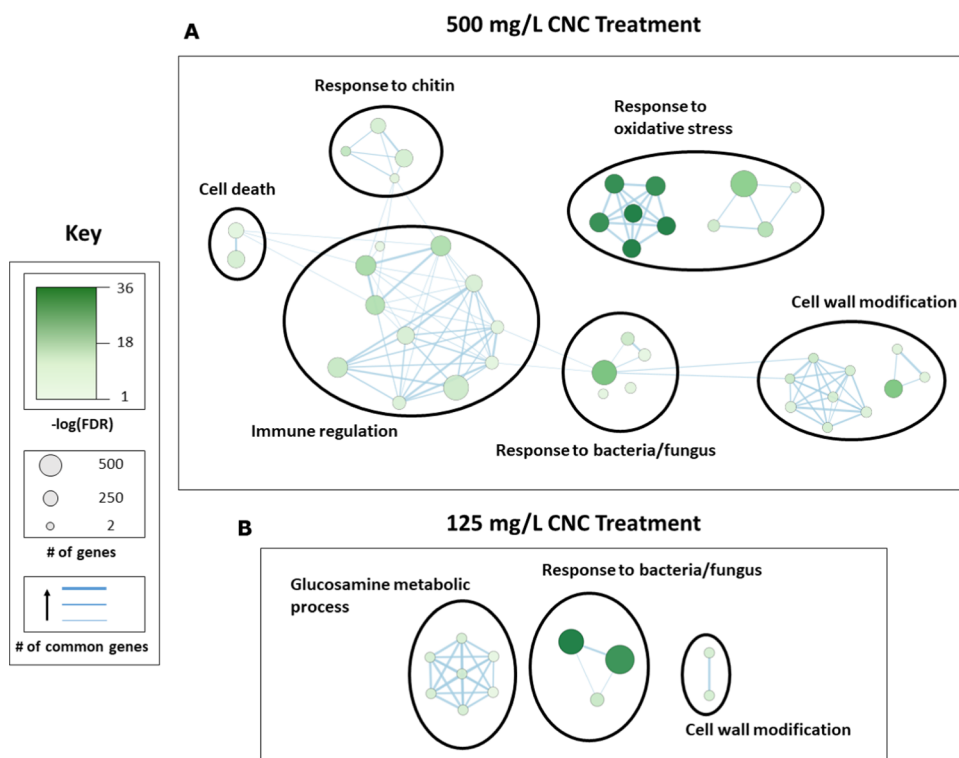 A
500 mg/L CNC Treatment
Response to chitin
Response to
oxidative stress
Cell death
Cell wall modification
Immune regulation
Response to bacteria/fungus
Key
36
18
1
-log(FDR)
500
250
2
# of genes
# of common genes
B
125 mg/L CNC Treatment
Glucosamine metabolic
process
Response to bacteria/fungus
Cell wall modification